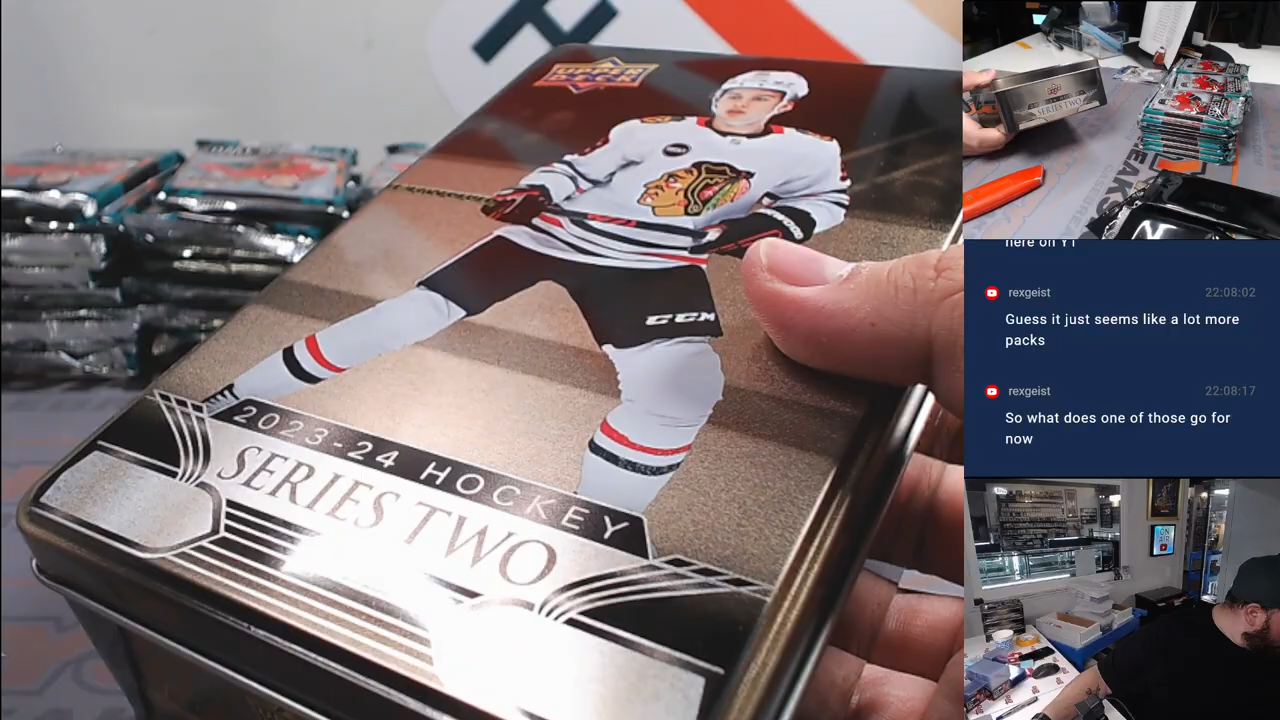 UPPER DECK
CCM
2023-24 HOCKEY
SERIES TWO
SERIES TWO
here on YT
rexgeist 22:08:02
Guess it just seems like a lot more
packs
rexgeist 22:08:17
So what does one of those go for
now
ON
AIR